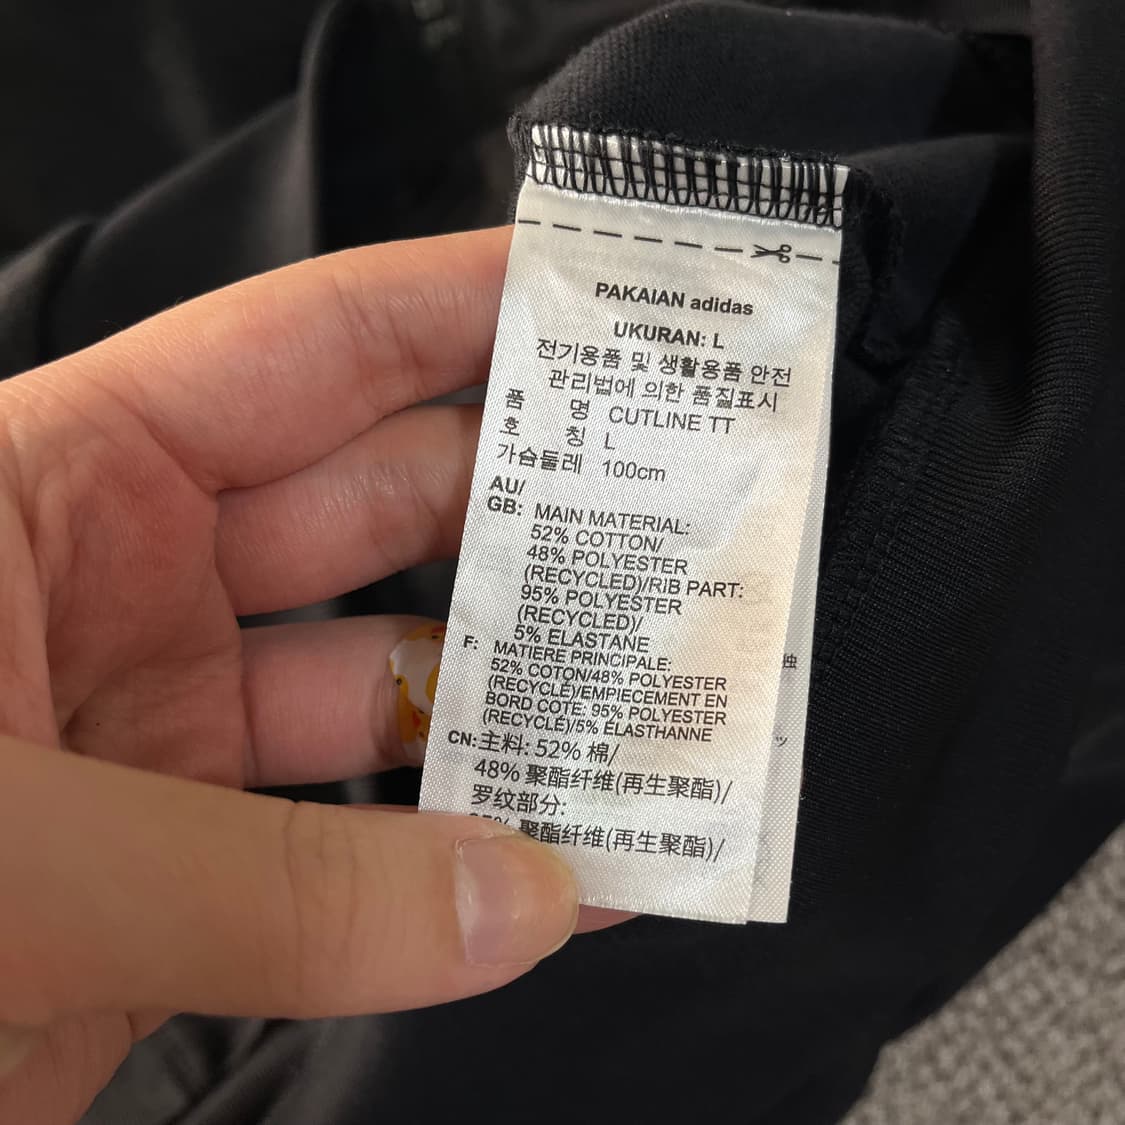 PAKAIAN adidas
UKURAN: L
전기용품 및 생활용품 안전
관리법에 의한 품질표시
품 명 CUTLINE TT
호 칭 L
가슴둘레 100cm
AU/
GB: MAIN MATERIAL:
52% COTTON/
48% POLYESTER
(RECYCLED)/RIB PART:
95% POLYESTER
(RECYCLED)/
5% ELASTANE
F: MATIERE PRINCIPALE:
52% COTON/48% POLYESTER
(RECYCLÉ)/EMPIECEMENT EN
BORD COTE: 95% POLYESTER
(RECYCLÉ)/5% ÉLASTHANNE
CN: 主料: 52% 棉/
48% 聚酯纤维(再生聚酯)/
罗纹部分:
聚酯纤维(再生聚酯)/
独
ッ